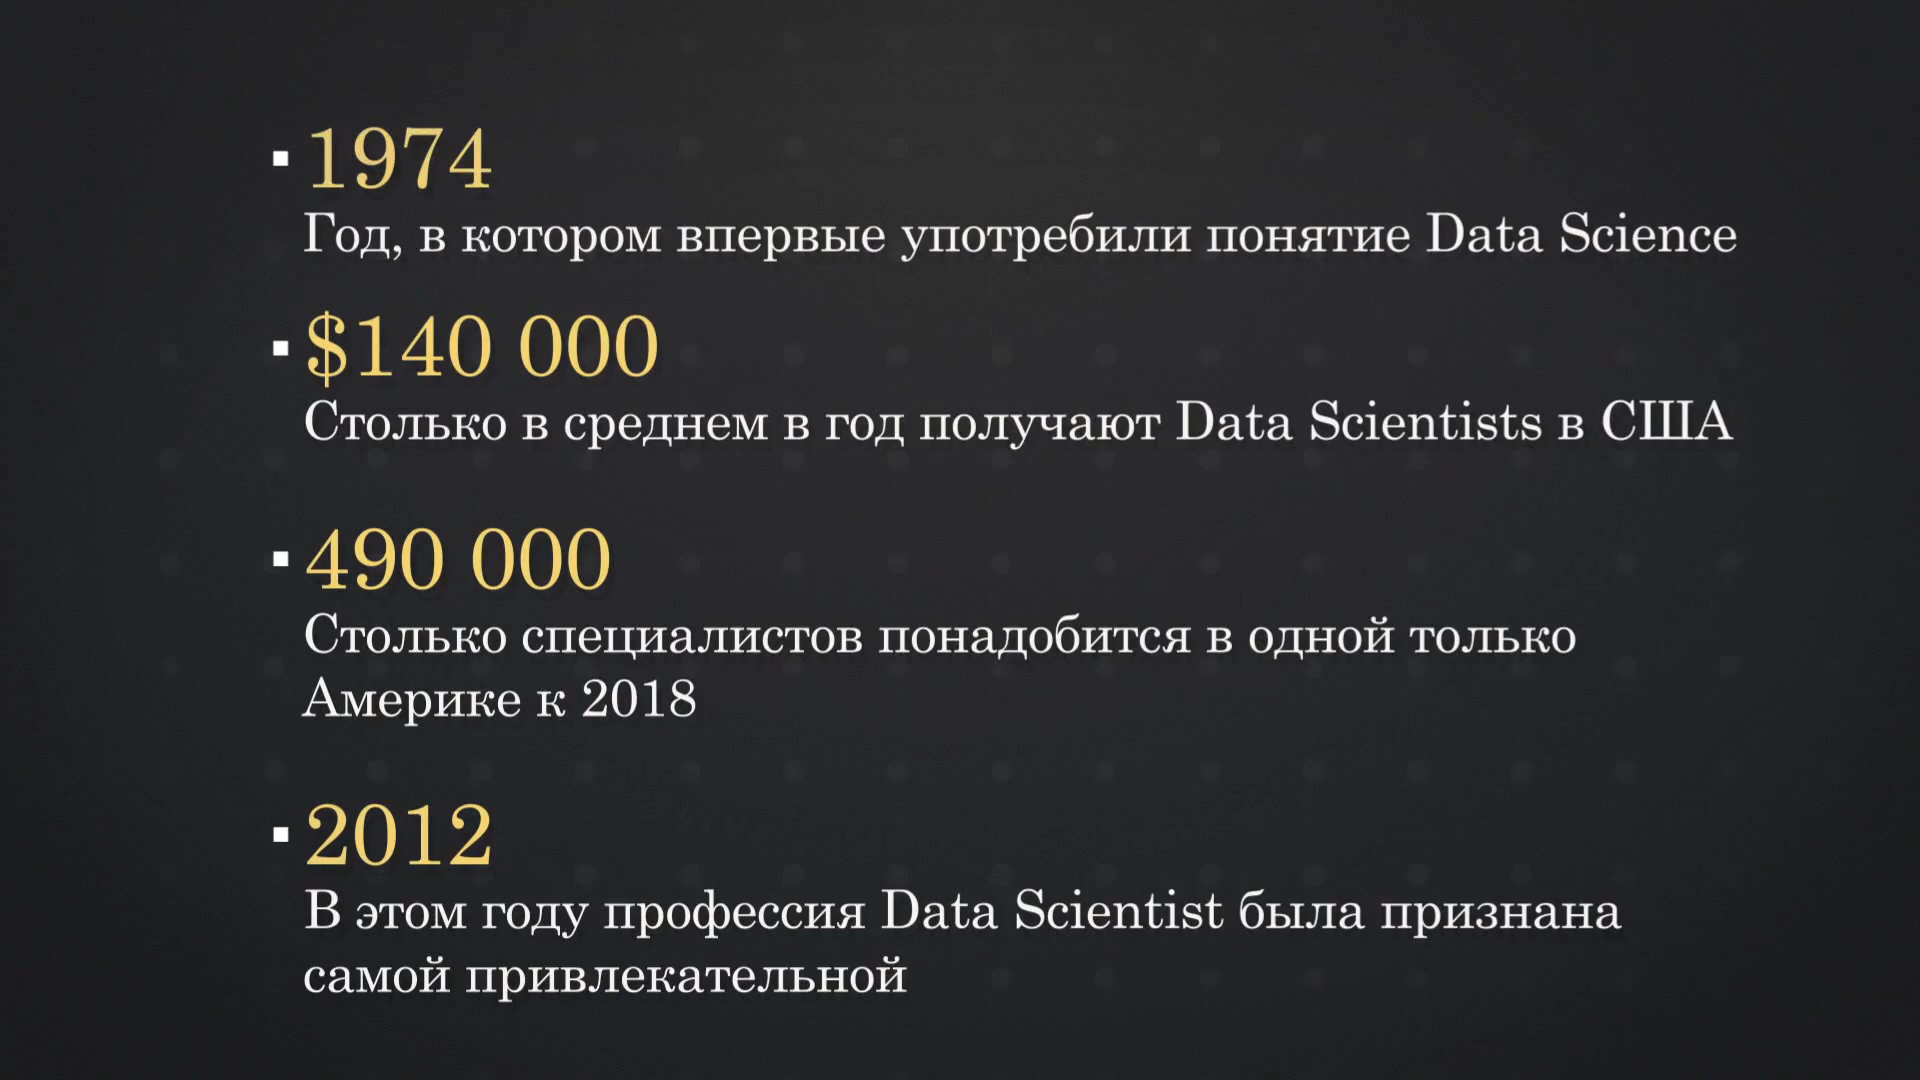 ▪ 1974
Год, в котором впервые употребили понятие Data Science
▪ $140 000
Столько в среднем в год получают Data Scientists в США
▪ 490 000
Столько специалистов понадобится в одной только
Америке к 2018
▪ 2012
В этом году профессия Data Scientist была признана
самой привлекательной